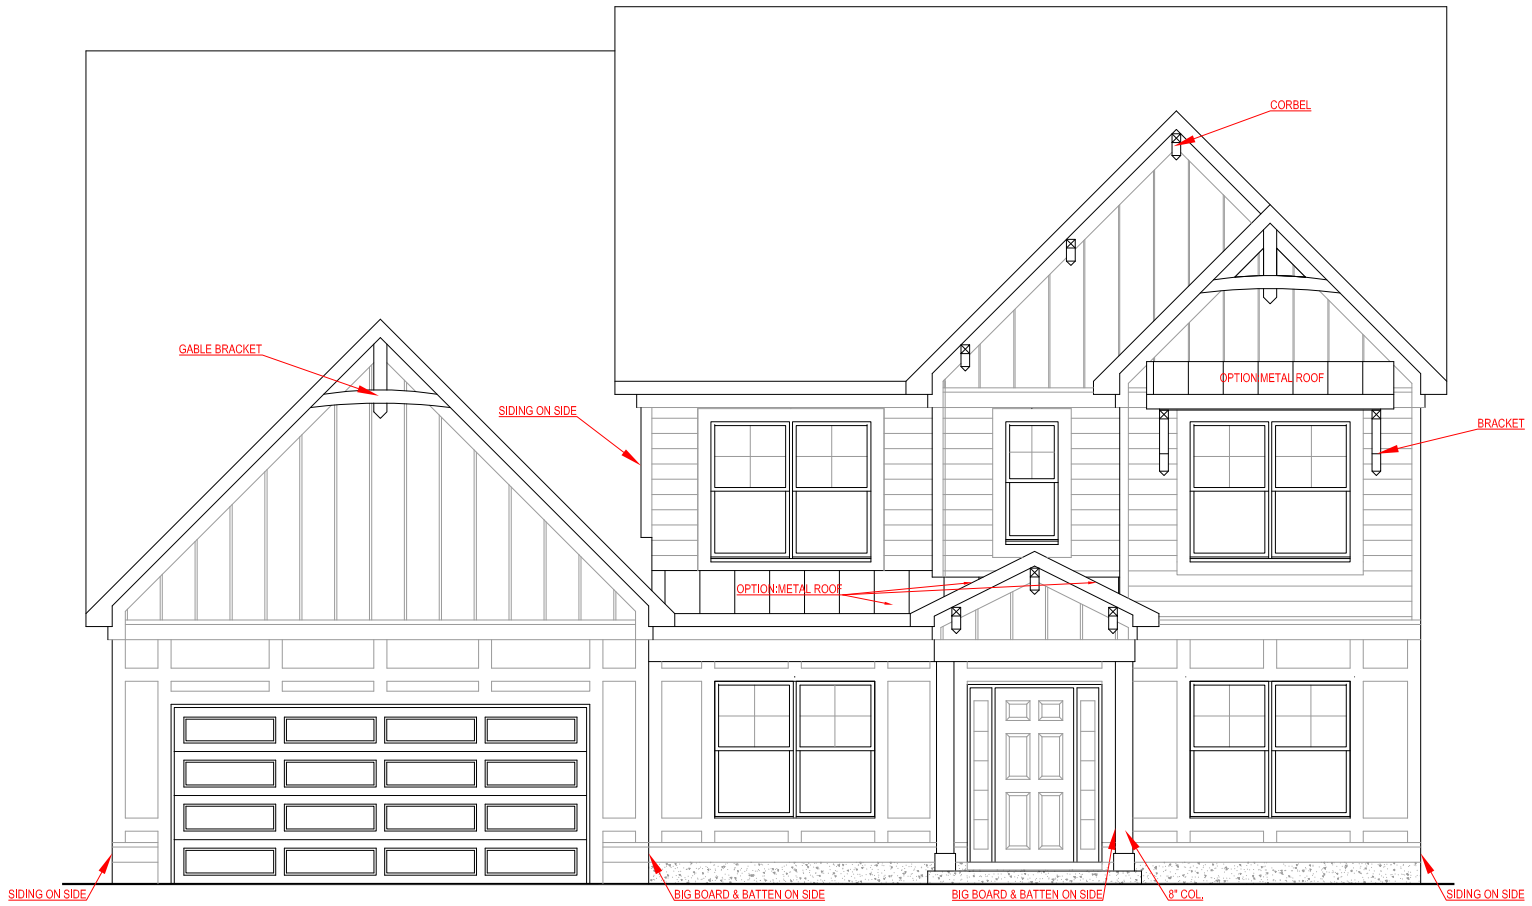 CORBEL
GABLE BRACKET
OPTION:METAL ROOF
SIDING ON SIDE
BRACKET
OPTION:METAL ROOF
SIDING ON SIDE
BIG BOARD & BATTEN ON SIDE
BIG BOARD & BATTEN ON SIDE
8" COL.
SIDING ON SIDE